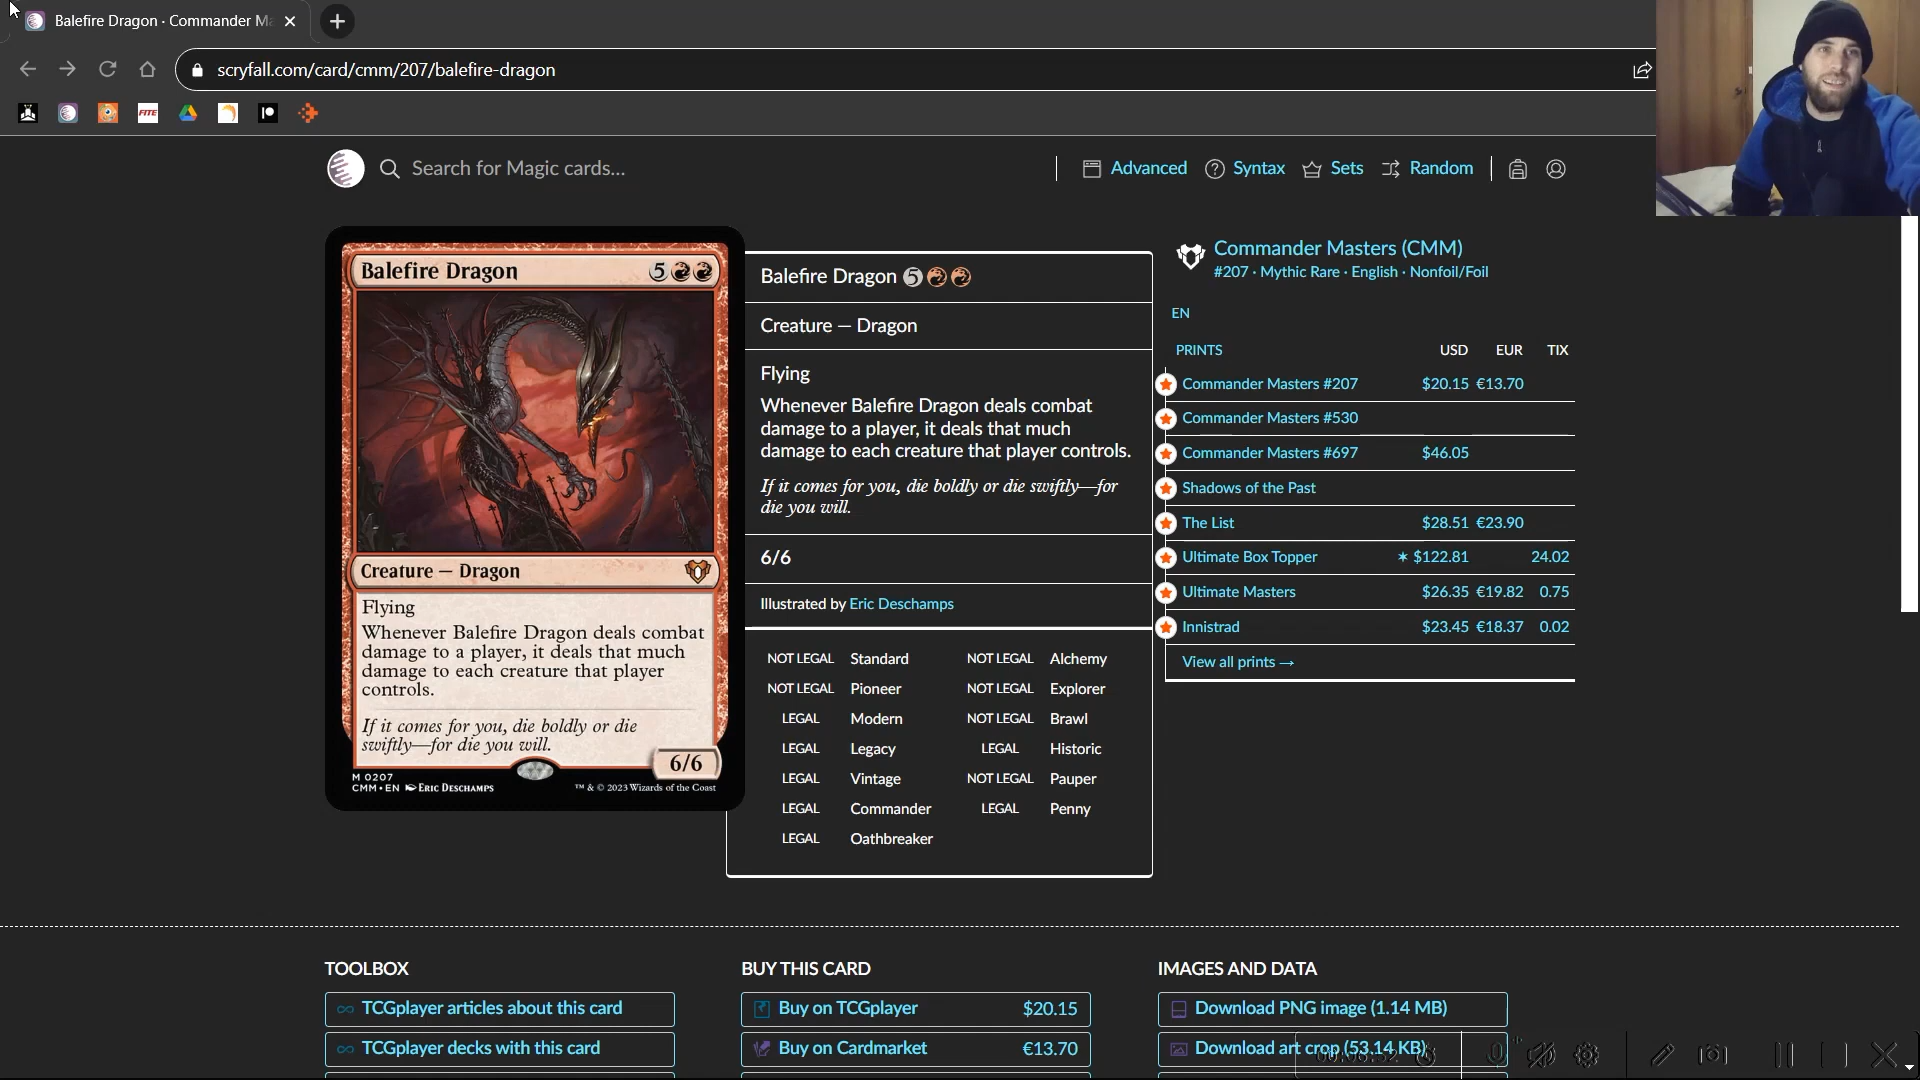 Balefire Dragon · Commander Ma
scryfall.com/card/cmm/207/balefire-dragon
FITE
Search for Magic cards...
Advanced
Syntax
Sets
Random
Balefire Dragon 5
Creature — Dragon
Flying
Whenever Balefire Dragon deals combat
damage to a player, it deals that much
damage to each creature that player
controls.
If it comes for you, die boldly or die
swiftly—for die you will.
6/6
M 0207
CMM • EN Eric Deschamps
™ & © 2023 Wizards of the Coast
Balefire Dragon 5
Creature — Dragon
Flying
Whenever Balefire Dragon deals combat
damage to a player, it deals that much
damage to each creature that player controls.
If it comes for you, die boldly or die swiftly—for
die you will.
6/6
Illustrated by Eric Deschamps
NOT LEGAL Standard NOT LEGAL Alchemy
NOT LEGAL Pioneer NOT LEGAL Explorer
LEGAL Modern NOT LEGAL Brawl
LEGAL Legacy LEGAL Historic
LEGAL Vintage NOT LEGAL Pauper
LEGAL Commander LEGAL Penny
LEGAL Oathbreaker
Commander Masters (CMM)
#207 · Mythic Rare · English · Nonfoil/Foil
EN
PRINTS USD EUR TIX
Commander Masters #207 $20.15 €13.70
Commander Masters #530
Commander Masters #697 $46.05
Shadows of the Past
The List $28.51 €23.90
Ultimate Box Topper ✶ $122.81 24.02
Ultimate Masters $26.35 €19.82 0.75
Innistrad $23.45 €18.37 0.02
View all prints →
TOOLBOX
TCGplayer articles about this card
TCGplayer decks with this card
BUY THIS CARD
Buy on TCGplayer $20.15
Buy on Cardmarket €13.70
IMAGES AND DATA
Download PNG image (1.14 MB)
Download art crop (53.14 KB)